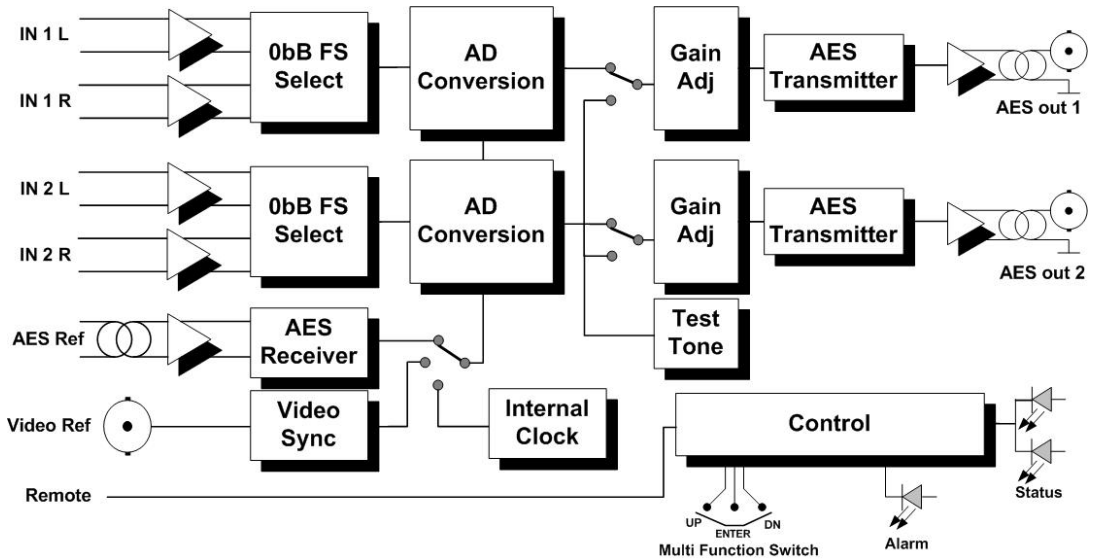 IN 1 L
IN 1 R
0bB FS
Select
AD
Conversion
Gain
Adj
AES
Transmitter
AES out 1
IN 2 L
IN 2 R
0bB FS
Select
AD
Conversion
Gain
Adj
AES
Transmitter
AES out 2
AES Ref
AES
Receiver
Test
Tone
Video Ref
Video
Sync
Internal
Clock
Control
Remote
Status
UP
ENTER
DN
Multi Function Switch
Alarm